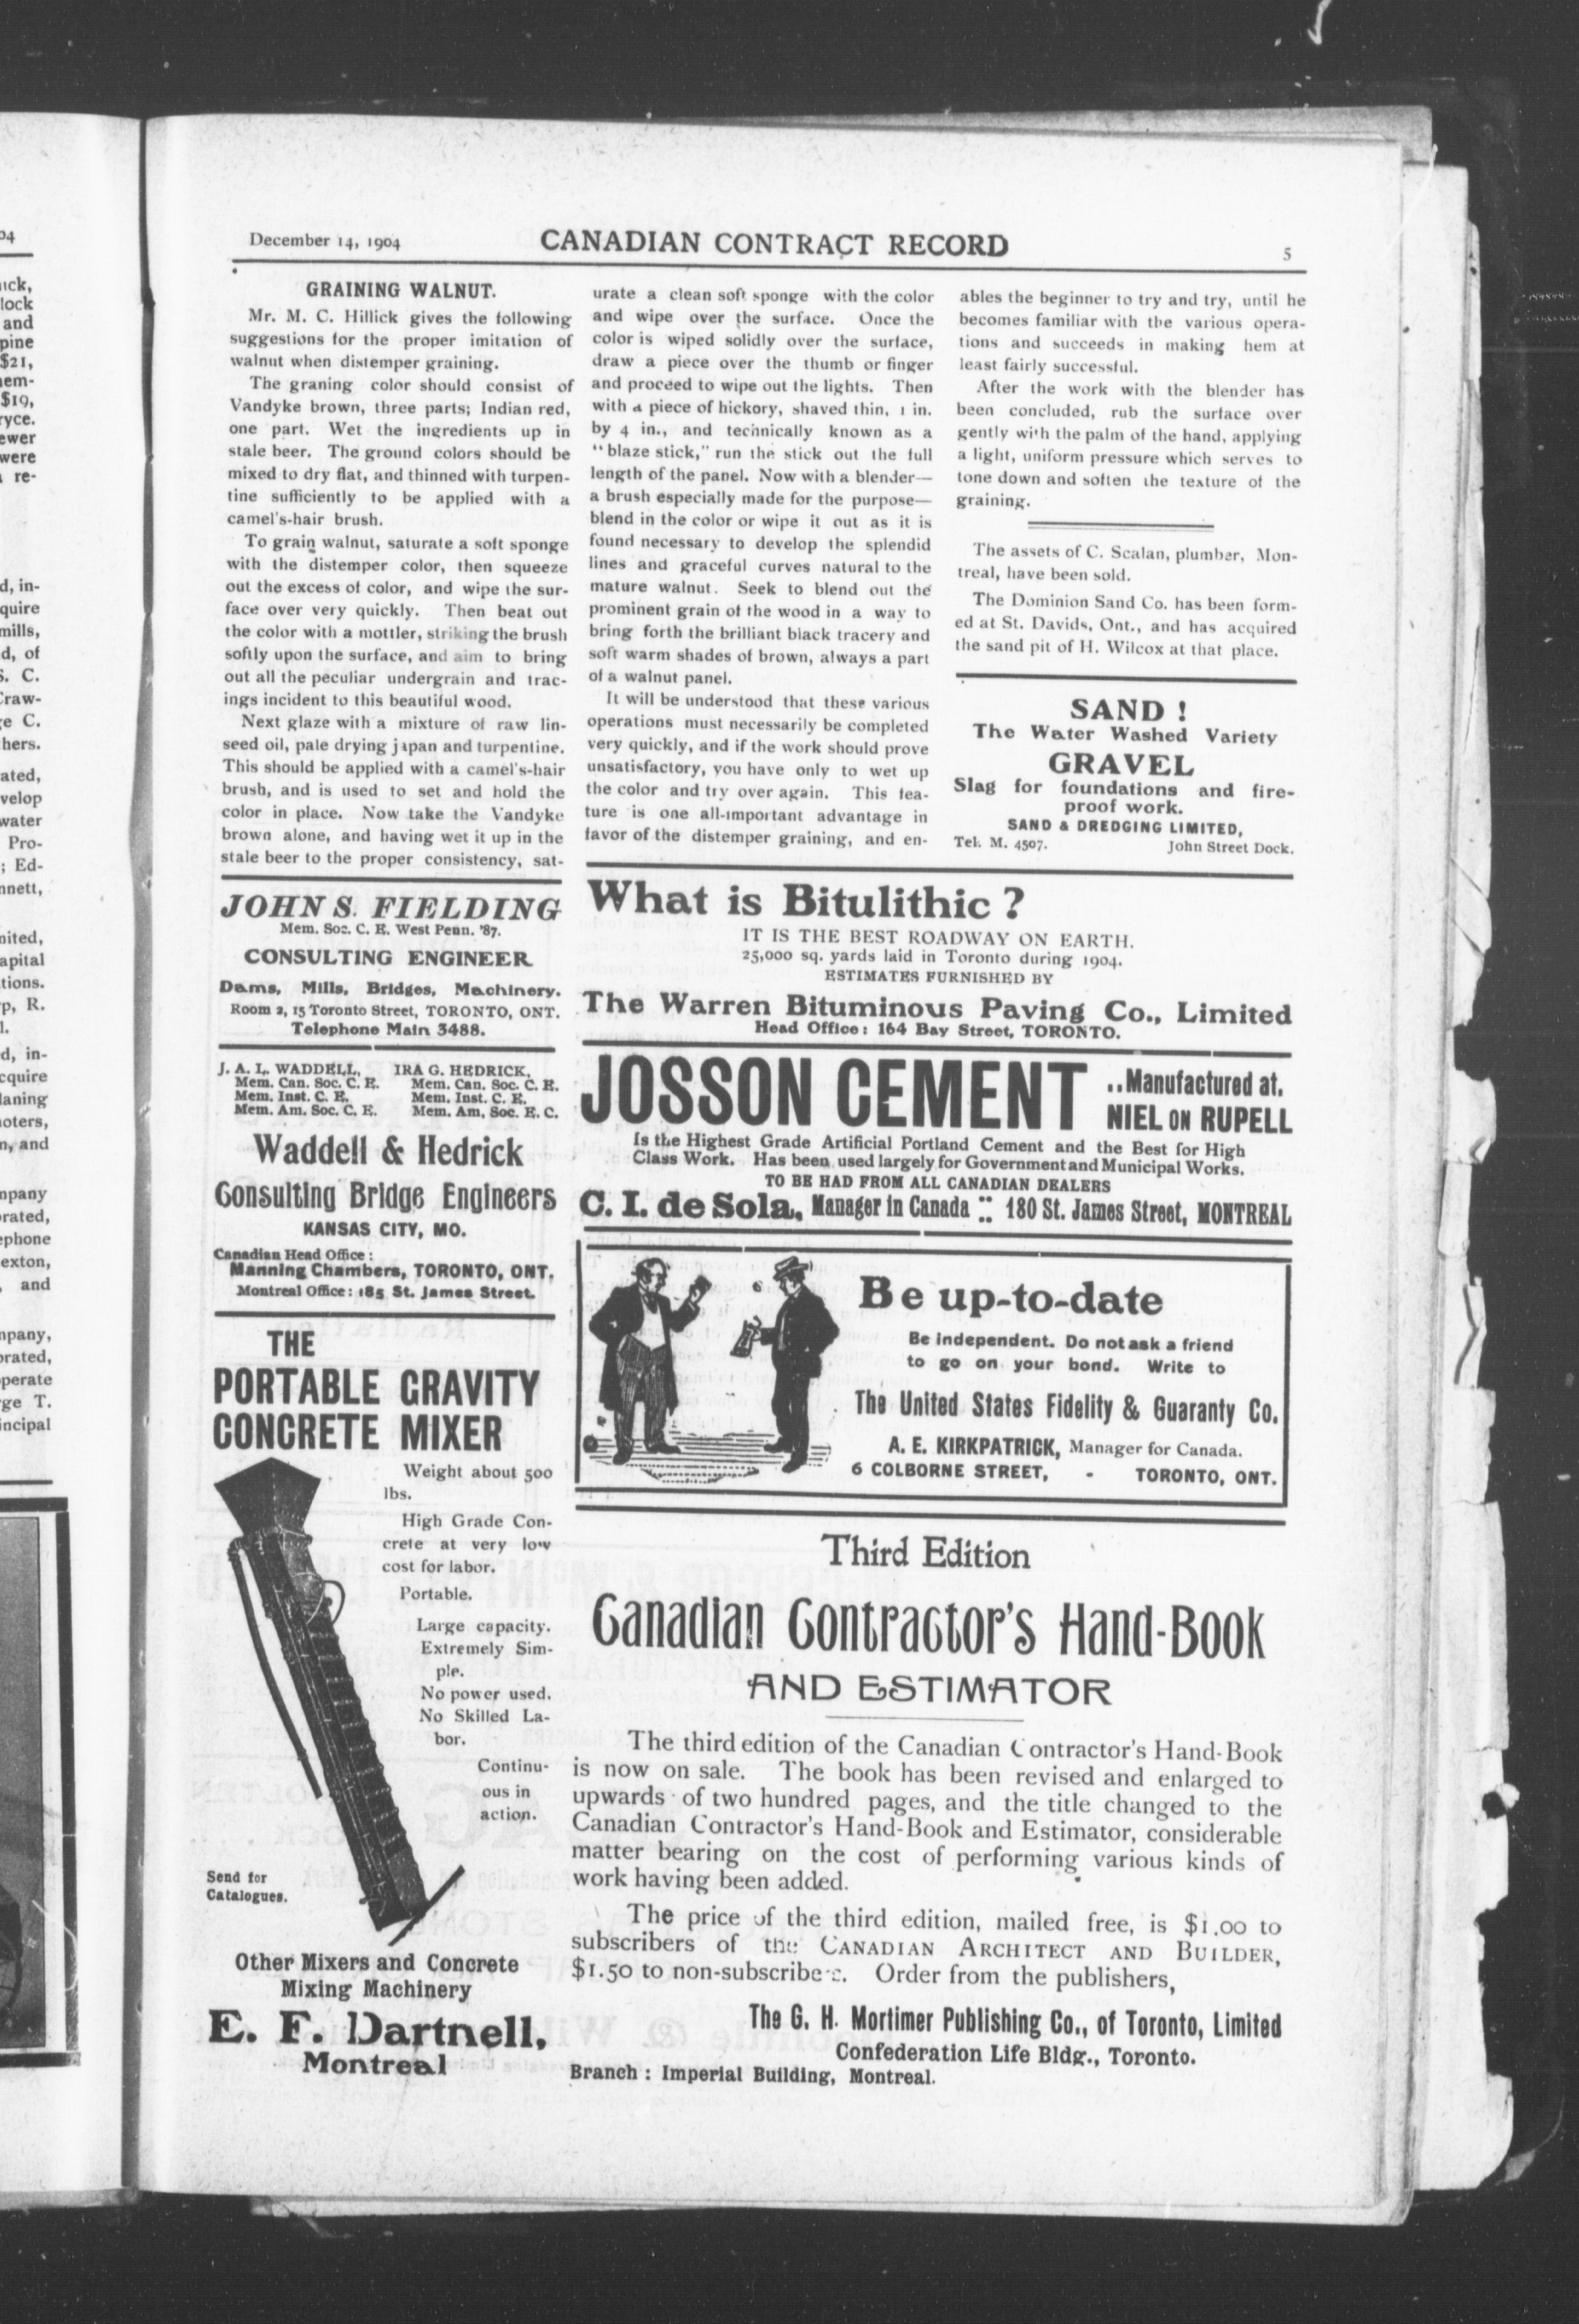 December 14, 1904
CANADIAN CONTRACT RECORD
5
GRAINING WALNUT.
Mr. M. C. Hillick gives the following
suggestions for the proper imitation of
walnut when distemper graining.
The graning color should consist of
Vandyke brown, three parts; Indian red,
one part. Wet the ingredients up in
stale beer. The ground colors should be
mixed to dry flat, and thinned with turpen-
tine sufficiently to be applied with a
camel's-hair brush.
To grain walnut, saturate a soft sponge
with the distemper color, then squeeze
out the excess of color, and wipe the sur-
face over very quickly. Then beat out
the color with a mottler, striking the brush
softly upon the surface, and aim to bring
out all the peculiar undergrain and trac-
ings incident to this beautiful wood.
Next glaze with a mixture of raw lin-
seed oil, pale drying japan and turpentine.
This should be applied with a camel's-hair
brush, and is used to set and hold the
color in place. Now take the Vandyke
brown alone, and having wet it up in the
stale beer to the proper consistency, sat-
urate a clean soft sponge with the color
and wipe over the surface. Once the
color is wiped solidly over the surface,
draw a piece over the thumb or finger
and proceed to wipe out the lights. Then
with a piece of hickory, shaved thin, 1 in.
by 4 in., and technically known as a
"blaze stick," run the stick out the full
length of the panel. Now with a blender—
a brush especially made for the purpose—
blend in the color or wipe it out as it is
found necessary to develop the splendid
lines and graceful curves natural to the
mature walnut. Seek to blend out the
prominent grain of the wood in a way to
bring forth the brilliant black tracery and
soft warm shades of brown, always a part
of a walnut panel.
It will be understood that these various
operations must necessarily be completed
very quickly, and if the work should prove
unsatisfactory, you have only to wet up
the color and try over again. This fea-
ture is one all-important advantage in
favor of the distemper graining, and en-
ables the beginner to try and try, until he
becomes familiar with the various opera-
tions and succeeds in making hem at
least fairly successful.
After the work with the blender has
been concluded, rub the surface over
gently with the palm of the hand, applying
a light, uniform pressure which serves to
tone down and soften the texture of the
graining.
The assets of C. Scalan, plumber, Mon-
treal, have been sold.
The Dominion Sand Co. has been form-
ed at St. Davids, Ont., and has acquired
the sand pit of H. Wilcox at that place.
SAND !
The Water Washed Variety
GRAVEL
Slag for foundations and fire-
proof work.
SAND & DREDGING LIMITED,
Tel. M. 4507. John Street Dock.
JOHN S. FIELDING
Mem. Soc. C. E. West Penn. '87.
CONSULTING ENGINEER
Dams, Mills, Bridges, Machinery.
Room 2, 15 Toronto Street, TORONTO, ONT.
Telephone Main 3488.
J. A. L. WADDELL, IRA G. HEDRICK,
Mem. Can. Soc. C. E. Mem. Can. Soc. C. E.
Mem. Inst. C. E. Mem. Inst. C. E.
Mem. Am. Soc. C. E. Mem. Am. Soc. E. C.
Waddell & Hedrick
Consulting Bridge Engineers
KANSAS CITY, MO.
Canadian Head Office :
Manning Chambers, TORONTO, ONT.
Montreal Office : 185 St. James Street.
THE
PORTABLE GRAVITY
CONCRETE MIXER
Weight about 500
lbs.
High Grade Con-
crete at very low
cost for labor.
Portable.
Large capacity.
Extremely Sim-
ple.
No power used.
No Skilled La-
bor.
Continu-
ous in
action.
Send for
Catalogues.
Other Mixers and Concrete
Mixing Machinery
E. F. Dartnell,
Montreal
What is Bitulithic ?
IT IS THE BEST ROADWAY ON EARTH.
25,000 sq. yards laid in Toronto during 1904.
ESTIMATES FURNISHED BY
The Warren Bituminous Paving Co., Limited
Head Office : 164 Bay Street, TORONTO.
JOSSON CEMENT
..Manufactured at.
NIEL ON RUPELL
Is the Highest Grade Artificial Portland Cement and the Best for High
Class Work. Has been used largely for Government and Municipal Works.
TO BE HAD FROM ALL CANADIAN DEALERS
C. I. de Sola, Manager in Canada :: 180 St. James Street, MONTREAL
Be up-to-date
Be independent. Do not ask a friend
to go on your bond. Write to
The United States Fidelity & Guaranty Co.
A. E. KIRKPATRICK, Manager for Canada.
6 COLBORNE STREET, - TORONTO, ONT.
Third Edition
Canadian Contractor's Hand-Book
AND ESTIMATOR
The third edition of the Canadian Contractor's Hand-Book
is now on sale. The book has been revised and enlarged to
upwards of two hundred pages, and the title changed to the
Canadian Contractor's Hand-Book and Estimator, considerable
matter bearing on the cost of performing various kinds of
work having been added.
The price of the third edition, mailed free, is $1.00 to
subscribers of the CANADIAN ARCHITECT AND BUILDER,
$1.50 to non-subscribers. Order from the publishers,
The G. H. Mortimer Publishing Co., of Toronto, Limited
Confederation Life Bldg., Toronto.
Branch : Imperial Building, Montreal.